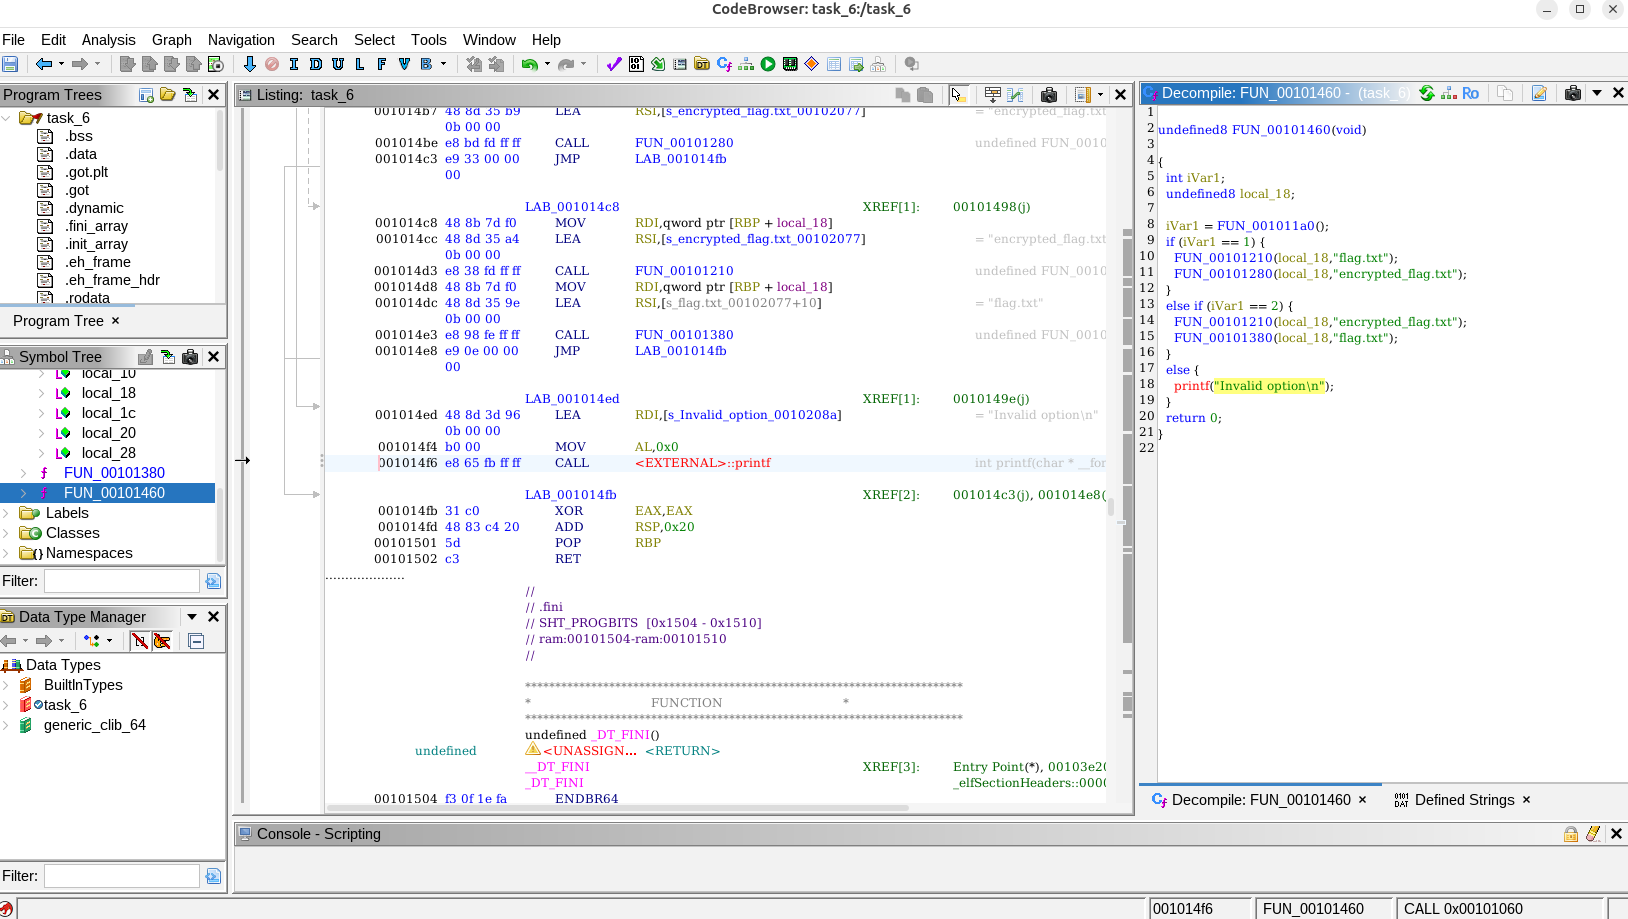 CodeBrowser: task_6:/task_6
File Edit Analysis Graph Navigation Search Select Tools Window Help
I D U L F V B
Program Trees
task_6
.bss
.data
.got.plt
.got
.dynamic
.fini_array
.init_array
.eh_frame
.eh_frame_hdr
.rodata
Program Tree ×
Symbol Tree
local_10
local_18
local_1c
local_20
local_28
FUN_00101380
FUN_00101460
Labels
Classes
Namespaces
Filter:
Data Type Manager
Data Types
BuiltInTypes
task_6
generic_clib_64
Filter:
Listing: task_6
001014b7 48 8d 35 b9 LEA RSI,[s_encrypted_flag.txt_00102077] = "encrypted_flag.txt
0b 00 00
001014be e8 bd fd ff ff CALL FUN_00101280 undefined FUN_0010
001014c3 e9 33 00 00 JMP LAB_001014fb
00
LAB_001014c8 XREF[1]: 00101498(j)
001014c8 48 8b 7d f0 MOV RDI,qword ptr [RBP + local_18]
001014cc 48 8d 35 a4 LEA RSI,[s_encrypted_flag.txt_00102077] = "encrypted_flag.txt
0b 00 00
001014d3 e8 38 fd ff ff CALL FUN_00101210 undefined FUN_0010
001014d8 48 8b 7d f0 MOV RDI,qword ptr [RBP + local_18]
001014dc 48 8d 35 9e LEA RSI,[s_flag.txt_00102077+10] = "flag.txt"
0b 00 00
001014e3 e8 98 fe ff ff CALL FUN_00101380 undefined FUN_0010
001014e8 e9 0e 00 00 JMP LAB_001014fb
00
LAB_001014ed XREF[1]: 0010149e(j)
001014ed 48 8d 3d 96 LEA RDI,[s_Invalid_option_0010208a] = "Invalid option\n"
0b 00 00
001014f4 b0 00 MOV AL,0x0
001014f6 e8 65 fb ff ff CALL <EXTERNAL>::printf int printf(char * __for
LAB_001014fb XREF[2]: 001014c3(j), 001014e8(
001014fb 31 c0 XOR EAX,EAX
001014fd 48 83 c4 20 ADD RSP,0x20
00101501 5d POP RBP
00101502 c3 RET
//
// .fini
// SHT_PROGBITS [0x1504 - 0x1510]
// ram:00101504-ram:00101510
//
*************************************************************************
* FUNCTION *
*************************************************************************
undefined _DT_FINI()
undefined <UNASSIGN... <RETURN>
__DT_FINI XREF[3]: Entry Point(*), 00103e20
_DT_FINI _elfSectionHeaders::0000
00101504 f3 0f 1e fa ENDBR64
Decompile: FUN_00101460 - (task_6) Ro
1
2 undefined8 FUN_00101460(void)
3
4 {
5 int iVar1;
6 undefined8 local_18;
7
8 iVar1 = FUN_001011a0();
9 if (iVar1 == 1) {
10 FUN_00101210(local_18,"flag.txt");
11 FUN_00101280(local_18,"encrypted_flag.txt");
12 }
13 else if (iVar1 == 2) {
14 FUN_00101210(local_18,"encrypted_flag.txt");
15 FUN_00101380(local_18,"flag.txt");
16 }
17 else {
18 printf("Invalid option\n");
19 }
20 return 0;
21 }
22
Decompile: FUN_00101460 × Defined Strings ×
Console - Scripting
001014f6 FUN_00101460 CALL 0x00101060